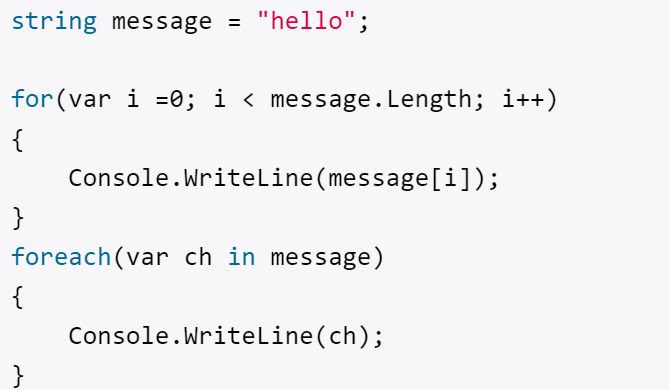 string message = "hello";
for(var i =0; i < message.Length; i++)
{
    Console.WriteLine(message[i]);
}
foreach(var ch in message)
{
    Console.WriteLine(ch);
}